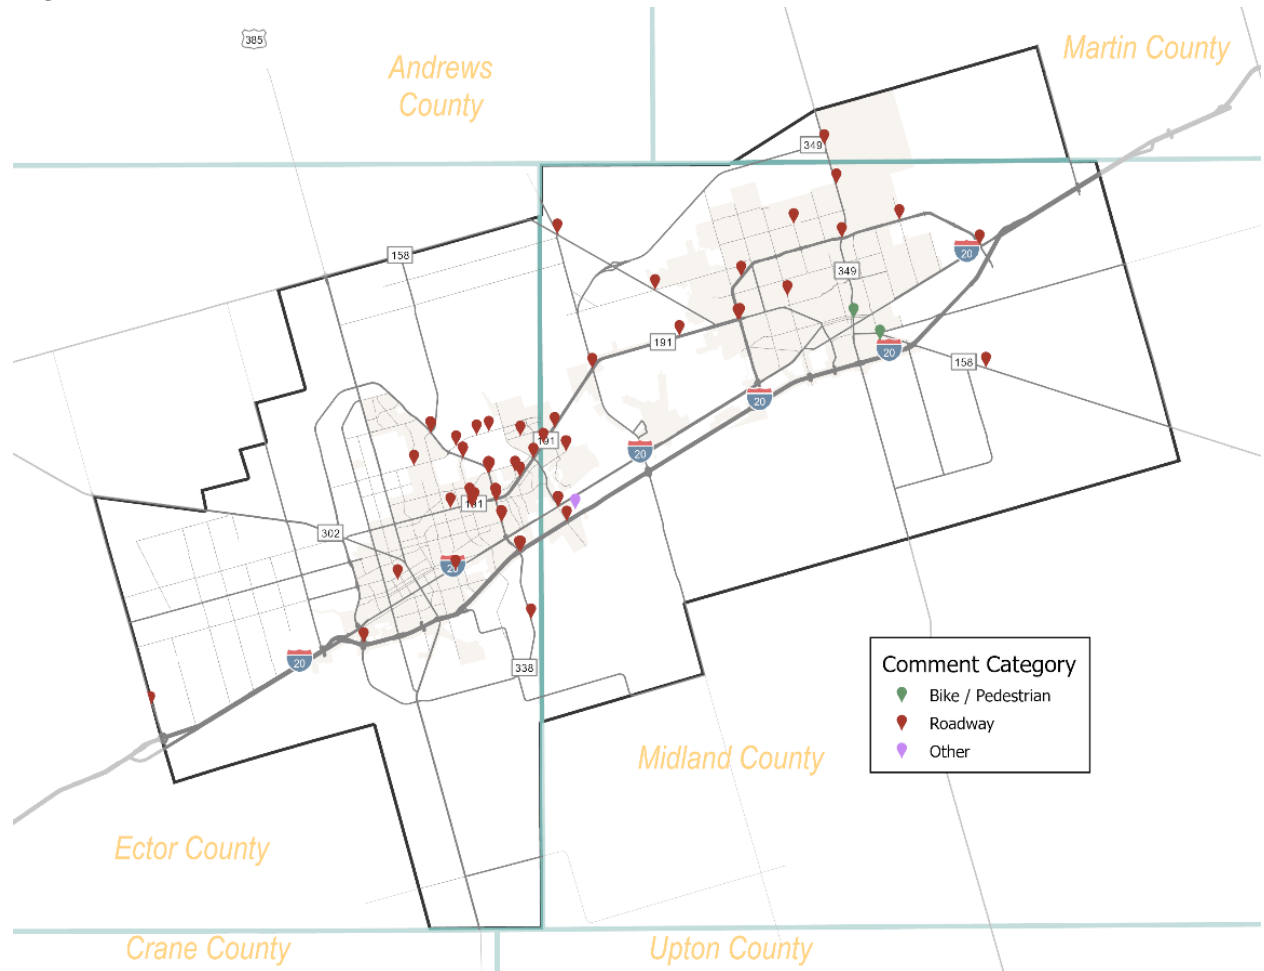 385
Andrews
County
Martin County
349
158
20
349
191
20
158
20
191
20
191
302
20
20
338
Comment Category
Bike / Pedestrian
Roadway
Other
Midland County
Ector County
Crane County
Upton County